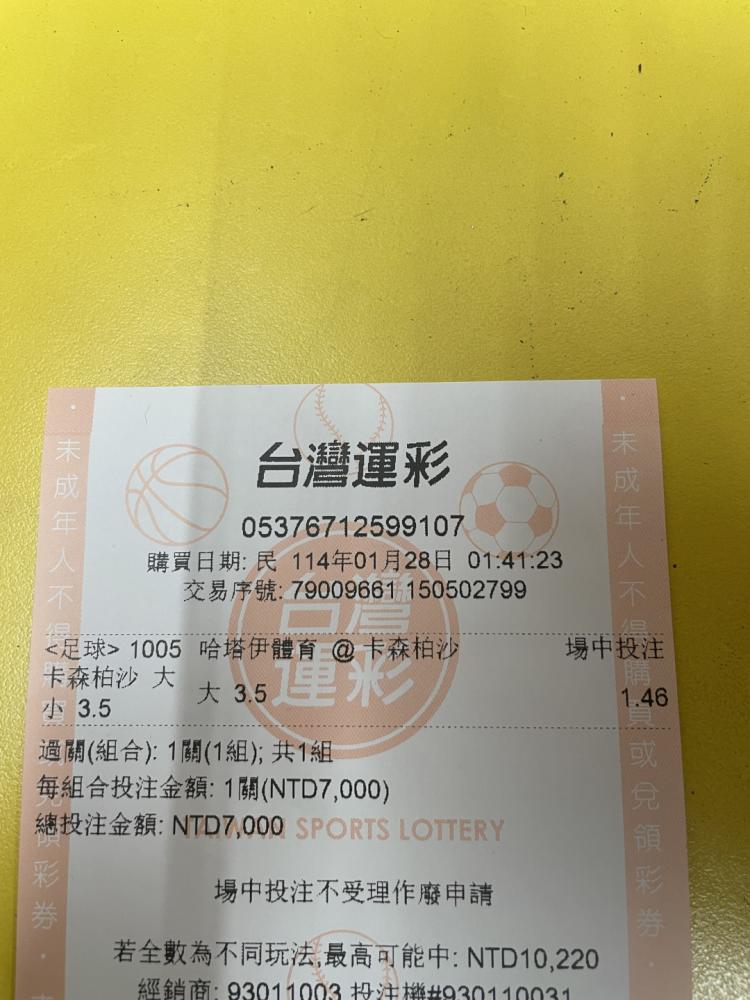 台灣運彩
05376712599107
購買日期: 民 114年01月28日 01:41:23
交易序號: 79009661 150502799
<足球> 1005 哈塔伊體育 @ 卡森柏沙 場中投注
卡森柏沙 大
小 3.5 大 3.5 1.46
過關(組合): 1關(1組); 共1組
每組合投注金額: 1關(NTD7,000)
總投注金額: NTD7,000
TAIWAN SPORTS LOTTERY
場中投注不受理作廢申請
若全數為不同玩法,最高可能中: NTD10,220
經銷商: 93011003 投注機#930110031
台灣運彩
未成年人不得購買或兌領彩券
未成年人不得購買或兌領彩券